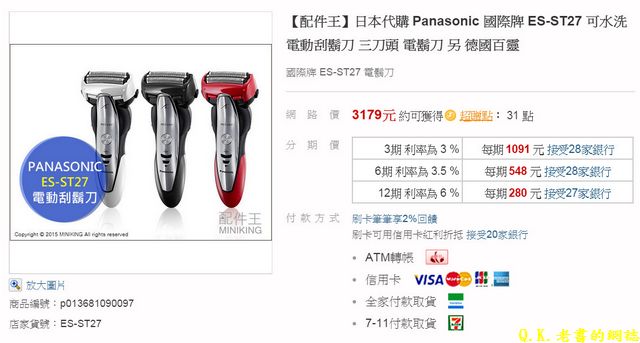 【配件王】日本代購 Panasonic 國際牌 ES-ST27 可水洗
電動刮鬍刀 三刀頭 電鬍刀 另 德國百靈
國際牌 ES-ST27 電鬍刀
網路價 3179元 約可獲得 超贈點： 31 點
分期價
3期 利率為 3 % 每期 1091 元 接受28家銀行
6期 利率為 3.5 % 每期 548 元 接受28家銀行
12期 利率為 6 % 每期 280 元 接受27家銀行
付款方式 刷卡筆筆享2%回饋
刷卡可用信用卡紅利折抵 接受20家銀行
• ATM轉帳
• 信用卡 VISA MasterCard JCB
• 全家付款取貨
• 7-11付款取貨
PANASONIC
ES-ST27
電動刮鬍刀
配件王
MINIKING
Copyright © 2015 MINIKING All rights reserved.
放大圖片
商品編號：p013681090097
店家貨號：ES-ST27
Q.K.老書的網誌